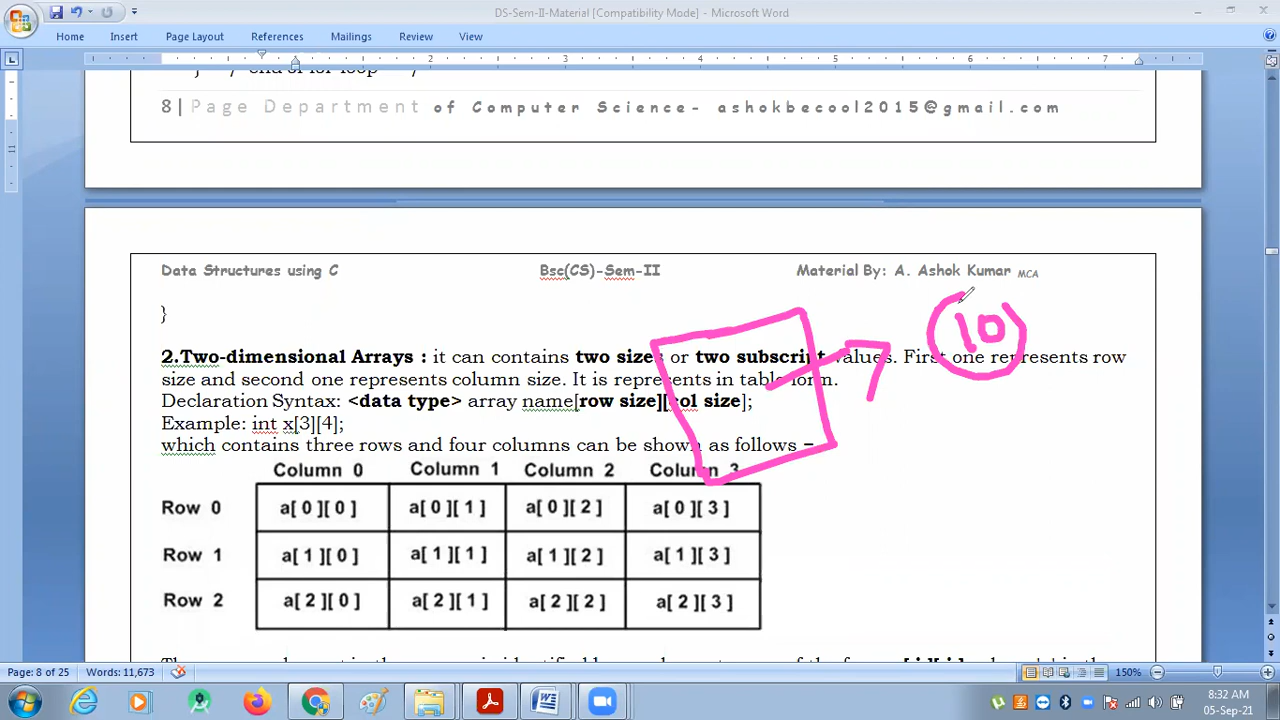 DS-Sem-II-Material [Compatibility Mode] - Microsoft Word
Home Insert Page Layout References Mailings Review View
1 2 3 4 5 6 7
8 | Page Department of Computer Science- ashokbecool2015@gmail.com
Data Structures using C Bsc(CS)-Sem-II Material By: A. Ashok Kumar MCA
}
10
2.Two-dimensional Arrays : it can contains two sizes or two subscript values. First one represents row
size and second one represents column size. It is represents in table form.
Declaration Syntax: <data type> array name[row size][col size];
Example: int x[3][4];
which contains three rows and four columns can be shown as follows –
Column 0 Column 1 Column 2 Column 3
Row 0 a[ 0 ][ 0 ] a[ 0 ][ 1 ] a[ 0 ][ 2 ] a[ 0 ][ 3 ]
Row 1 a[ 1 ][ 0 ] a[ 1 ][ 1 ] a[ 1 ][ 2 ] a[ 1 ][ 3 ]
Row 2 a[ 2 ][ 0 ] a[ 2 ][ 1 ] a[ 2 ][ 2 ] a[ 2 ][ 3 ]
Page: 8 of 25 Words: 11,673 150%
8:32 AM
05-Sep-21